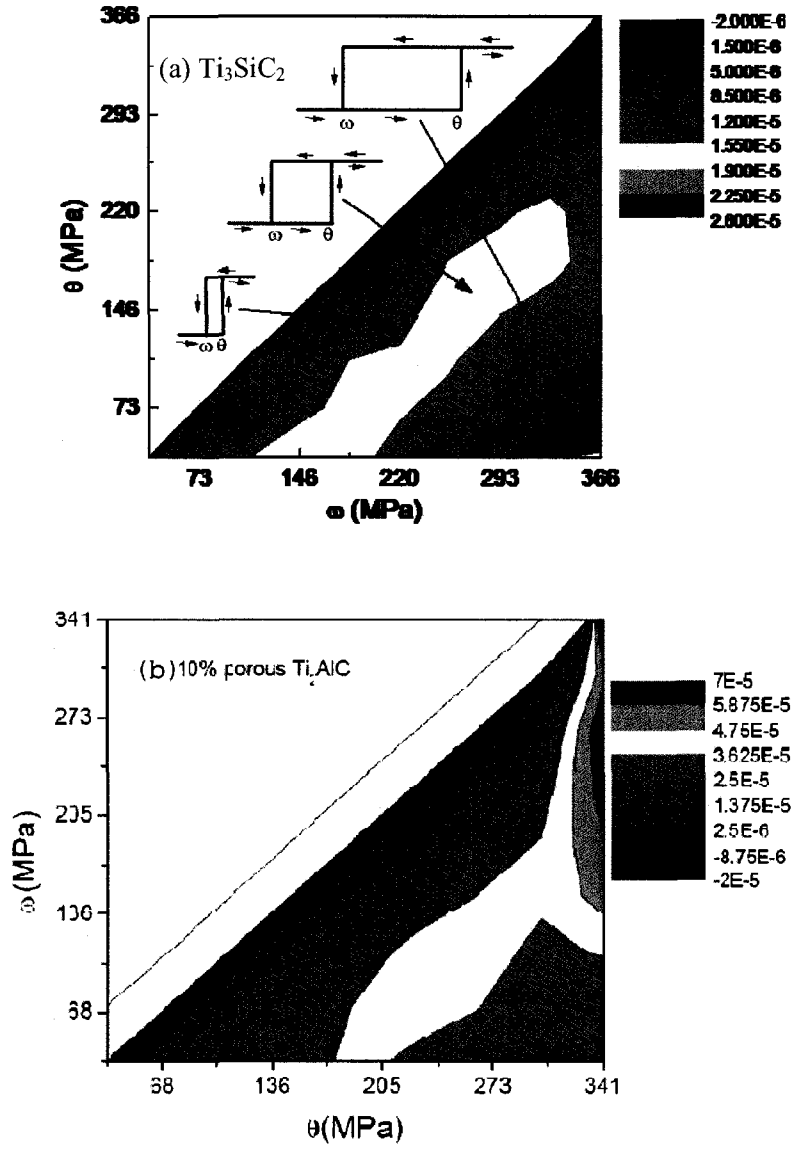 366
293
220
146
73
θ (MPa)
(a) Ti3SiC2
ω θ
ω θ
ω θ
73 146 220 293 366
ω (MPa)
-2.000E-6
1.500E-6
5.000E-6
8.500E-6
1.200E-5
1.550E-5
1.900E-5
2.250E-5
2.600E-5
341
273
205
136
68
ω (MPa)
(b) 10% porous Ti2AlC
68 136 205 273 341
θ(MPa)
7E-5
5.875E-5
4.75E-5
3.625E-5
2.5E-5
1.375E-5
2.5E-6
-8.75E-6
-2E-5